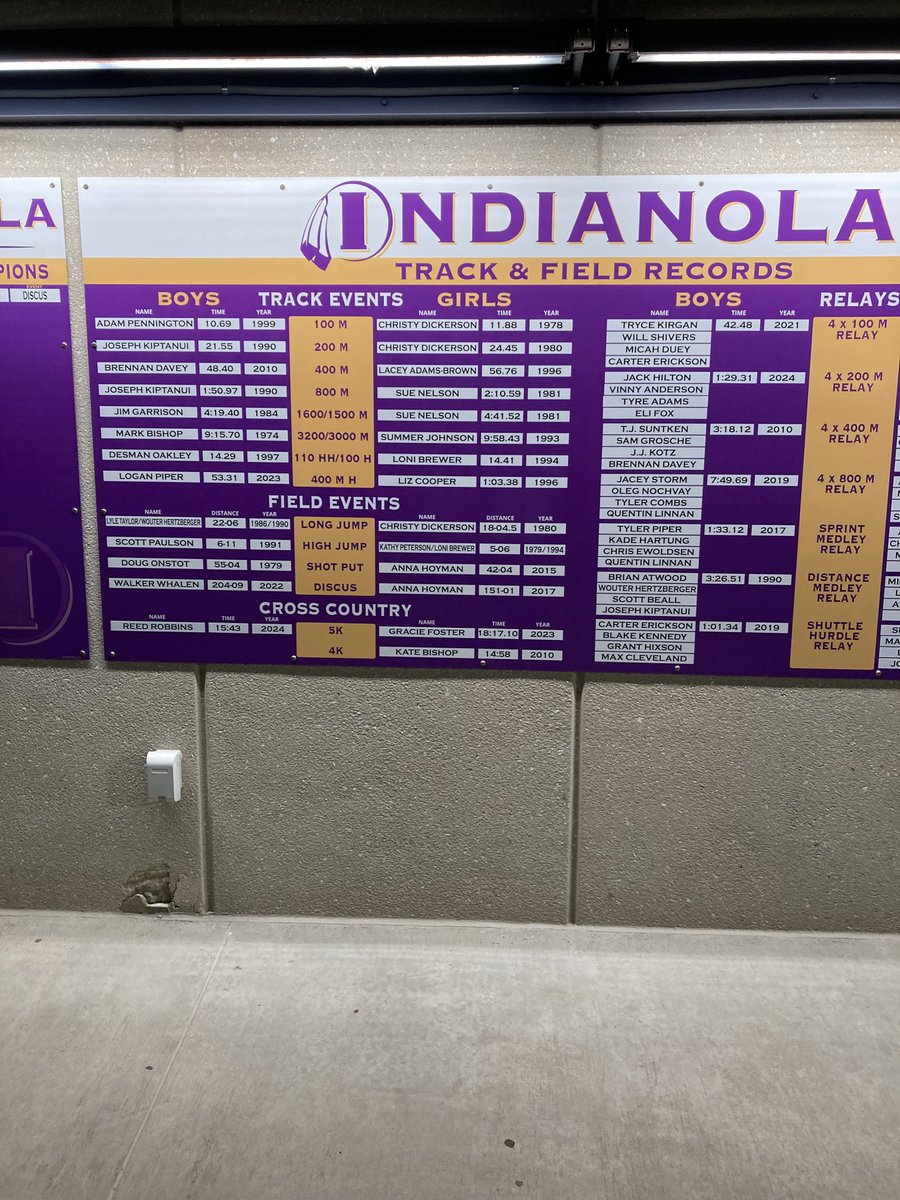 LA
INDIANOLA
TRACK & FIELD RECORDS
PIONS
EVENT
DISCUS
BOYS TRACK EVENTS GIRLS
NAME TIME YEAR NAME TIME YEAR
ADAM PENNINGTON 10.69 1999 100 M CHRISTY DICKERSON 11.88 1978
JOSEPH KIPTANUI 21.55 1990 200 M CHRISTY DICKERSON 24.45 1980
BRENNAN DAVEY 48.40 2010 400 M LACEY ADAMS-BROWN 56.76 1996
JOSEPH KIPTANUI 1:50.97 1990 800 M SUE NELSON 2:10.59 1981
JIM GARRISON 4:19.40 1984 1600/1500 M SUE NELSON 4:41.52 1981
MARK BISHOP 9:15.70 1974 3200/3000 M SUMMER JOHNSON 9:58.43 1993
DESMAN OAKLEY 14.29 1997 110 HH/100 H LONI BREWER 14.41 1994
LOGAN PIPER 53.31 2023 400 M H LIZ COOPER 1:03.38 1996
FIELD EVENTS
NAME DISTANCE YEAR NAME DISTANCE YEAR
LYLE TAYLOR/WOUTER HERTZBERGER 22-06 1986/1990 LONG JUMP CHRISTY DICKERSON 18-04.5 1980
SCOTT PAULSON 6-11 1991 HIGH JUMP KATHY PETERSON/LONI BREWER 5-06 1979/1994
DOUG ONSTOT 55-04 1979 SHOT PUT ANNA HOYMAN 42-04 2015
WALKER WHALEN 204-09 2022 DISCUS ANNA HOYMAN 151-01 2017
CROSS COUNTRY
NAME TIME YEAR NAME TIME YEAR
REED ROBBINS 15:43 2024 5K GRACIE FOSTER 18:17.10 2023
4K KATE BISHOP 14:58 2010
BOYS RELAYS
NAME TIME YEAR
TRYCE KIRGAN 42.48 2021 4 x 100 M
WILL SHIVERS RELAY
MICAH DUEY
CARTER ERICKSON
JACK HILTON 1:29.31 2024 4 x 200 M
VINNY ANDERSON RELAY
TYRE ADAMS
ELI FOX
T.J. SUNTKEN 3:18.12 2010 4 x 400 M
SAM GROSCHE RELAY
J.J. KOTZ
BRENNAN DAVEY
JACEY STORM 7:49.69 2019 4 x 800 M
OLEG NOCHVAY RELAY
TYLER COMBS
QUENTIN LINNAN
TYLER PIPER 1:33.12 2017 SPRINT
KADE HARTUNG MEDLEY
CHRIS EWOLDSEN RELAY
QUENTIN LINNAN
BRIAN ATWOOD 3:26.51 1990 DISTANCE
WOUTER HERTZBERGER MEDLEY
SCOTT BEALL RELAY
JOSEPH KIPTANUI
CARTER ERICKSON 1:01.34 2019 SHUTTLE
BLAKE KENNEDY HURDLE
GRANT HIXSON RELAY
MAX CLEVELAND